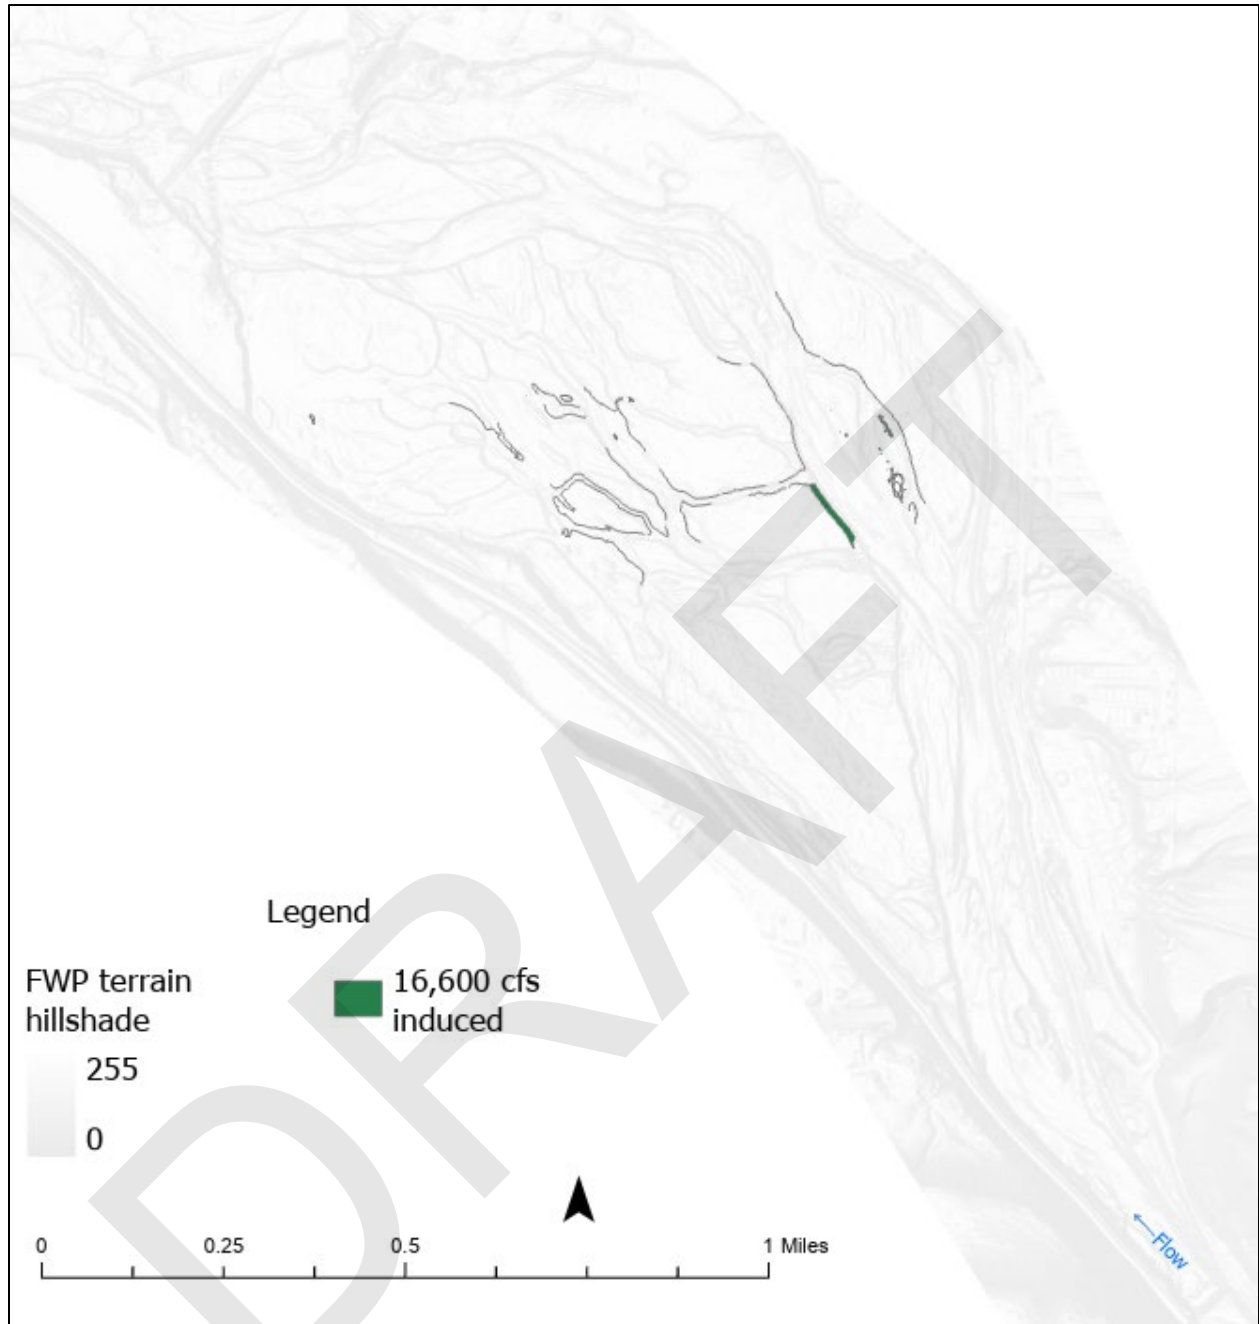 DRAFT
Legend
FWP terrain
hillshade
255
0
16,600 cfs
induced
0 0.25 0.5 1 Miles
Flow